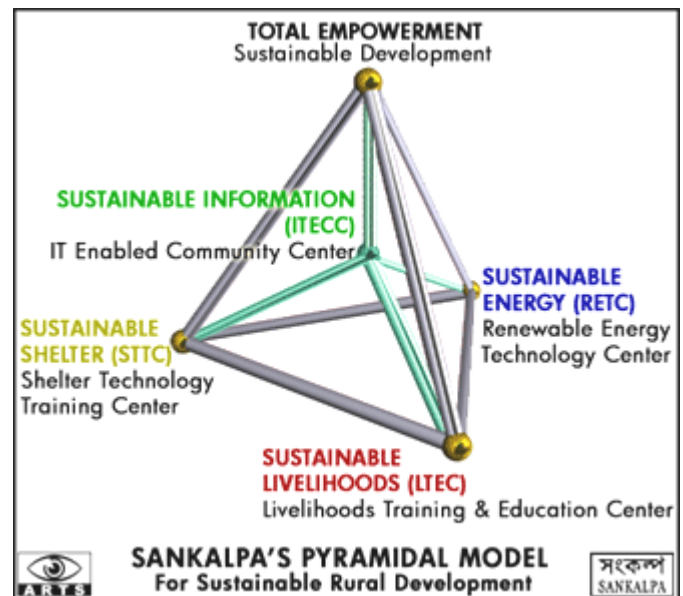 TOTAL EMPOWERMENT
Sustainable Development
SUSTAINABLE INFORMATION
(ITECC)
IT Enabled Community Center
SUSTAINABLE
ENERGY (RETC)
Renewable Energy
Technology Center
SUSTAINABLE
SHELTER (STTC)
Shelter Technology
Training Center
SUSTAINABLE
LIVELIHOODS (LTEC)
Livelihoods Training & Education Center
SANKALPA'S PYRAMIDAL MODEL
For Sustainable Rural Development
ARTS
সংকল্প
SANKALPA